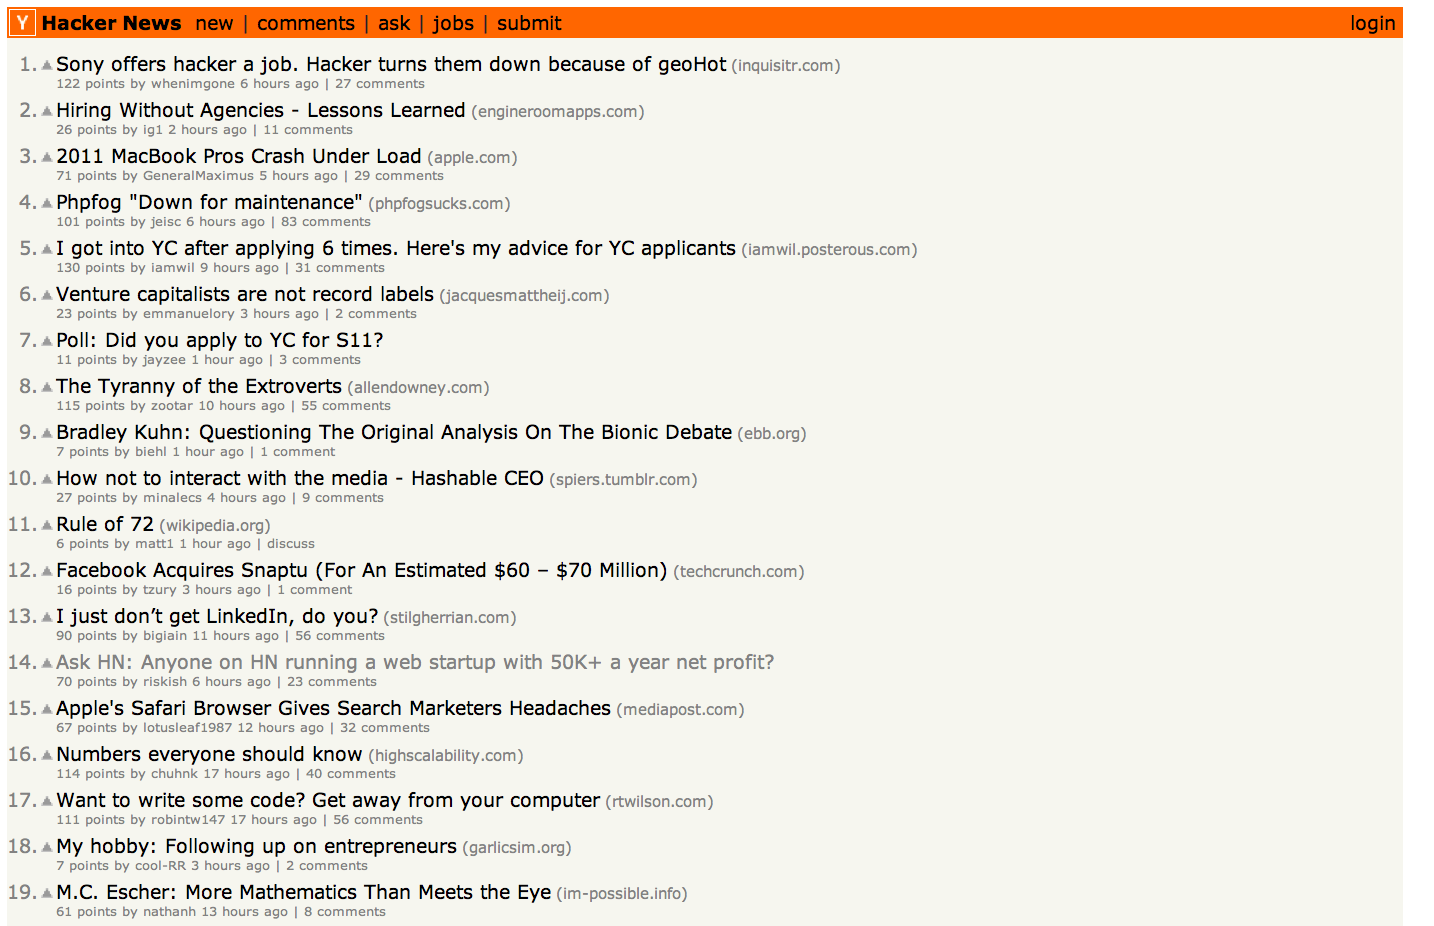 Y Hacker News new | comments | ask | jobs | submit login
1. Sony offers hacker a job. Hacker turns them down because of geoHot (inquisitr.com)
122 points by whenimgone 6 hours ago | 27 comments
2. Hiring Without Agencies - Lessons Learned (engineroomapps.com)
26 points by ig1 2 hours ago | 11 comments
3. 2011 MacBook Pros Crash Under Load (apple.com)
71 points by GeneralMaximus 5 hours ago | 29 comments
4. Phpfog "Down for maintenance" (phpfogsucks.com)
101 points by jeisc 6 hours ago | 83 comments
5. I got into YC after applying 6 times. Here's my advice for YC applicants (iamwil.posterous.com)
130 points by iamwil 9 hours ago | 31 comments
6. Venture capitalists are not record labels (jacquesmattheij.com)
23 points by emmanuelory 3 hours ago | 2 comments
7. Poll: Did you apply to YC for S11?
11 points by jayzee 1 hour ago | 3 comments
8. The Tyranny of the Extroverts (allendowney.com)
115 points by zootar 10 hours ago | 55 comments
9. Bradley Kuhn: Questioning The Original Analysis On The Bionic Debate (ebb.org)
7 points by biehl 1 hour ago | 1 comment
10. How not to interact with the media - Hashable CEO (spiers.tumblr.com)
27 points by minalecs 4 hours ago | 9 comments
11. Rule of 72 (wikipedia.org)
6 points by matt1 1 hour ago | discuss
12. Facebook Acquires Snaptu (For An Estimated $60 – $70 Million) (techcrunch.com)
16 points by tzury 3 hours ago | 1 comment
13. I just don’t get LinkedIn, do you? (stilgherrian.com)
90 points by bigiain 11 hours ago | 56 comments
14. Ask HN: Anyone on HN running a web startup with 50K+ a year net profit?
70 points by riskish 6 hours ago | 23 comments
15. Apple's Safari Browser Gives Search Marketers Headaches (mediapost.com)
67 points by lotusleaf1987 12 hours ago | 32 comments
16. Numbers everyone should know (highscalability.com)
114 points by chuhnk 17 hours ago | 40 comments
17. Want to write some code? Get away from your computer (rtwilson.com)
111 points by robintw147 17 hours ago | 56 comments
18. My hobby: Following up on entrepreneurs (garlicsim.org)
7 points by cool-RR 3 hours ago | 2 comments
19. M.C. Escher: More Mathematics Than Meets the Eye (im-possible.info)
61 points by nathanh 13 hours ago | 8 comments